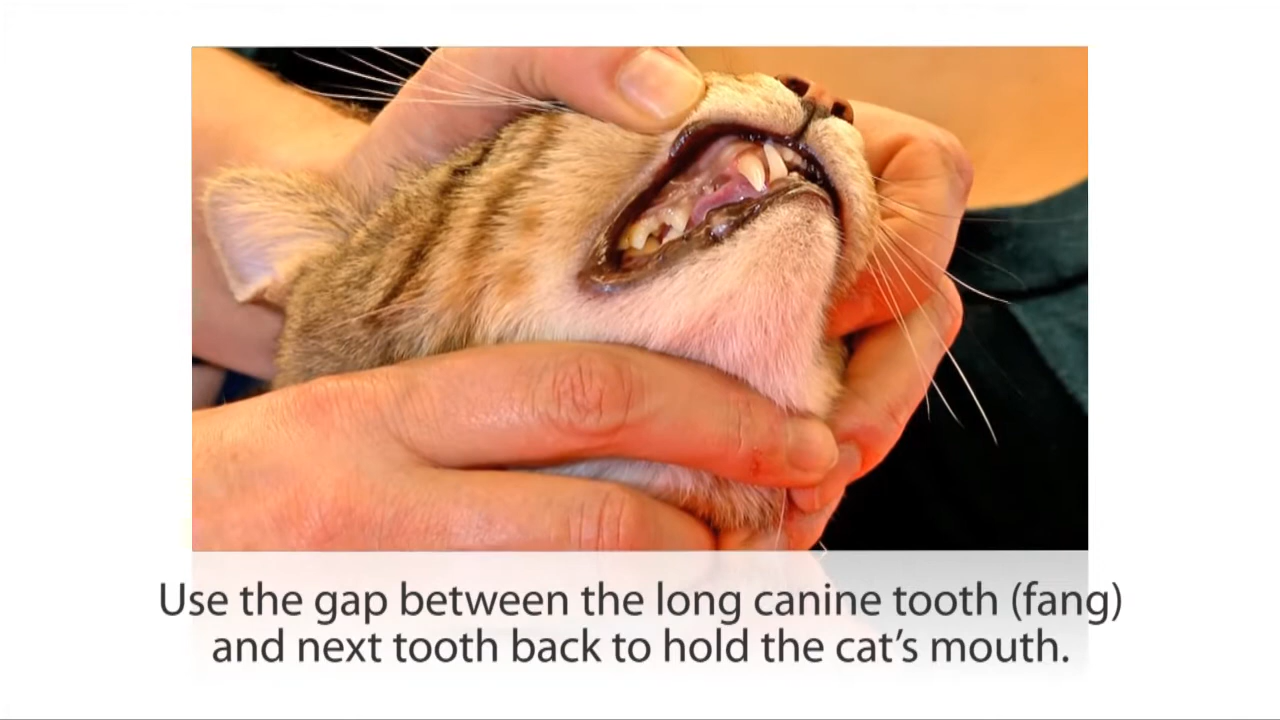 Use the gap between the long canine tooth (fang)
and next tooth back to hold the cat’s mouth.